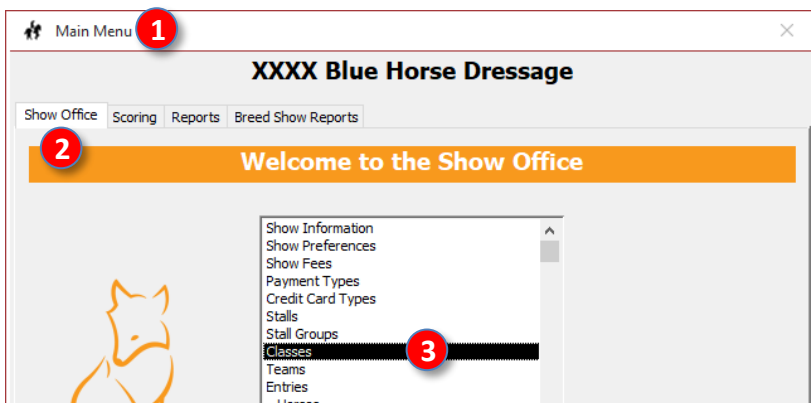 Main Menu 1
XXXX Blue Horse Dressage
Show Office Scoring Reports Breed Show Reports
2
Welcome to the Show Office
Show Information
Show Preferences
Show Fees
Payment Types
Credit Card Types
Stalls
Stall Groups
Classes 3
Teams
Entries